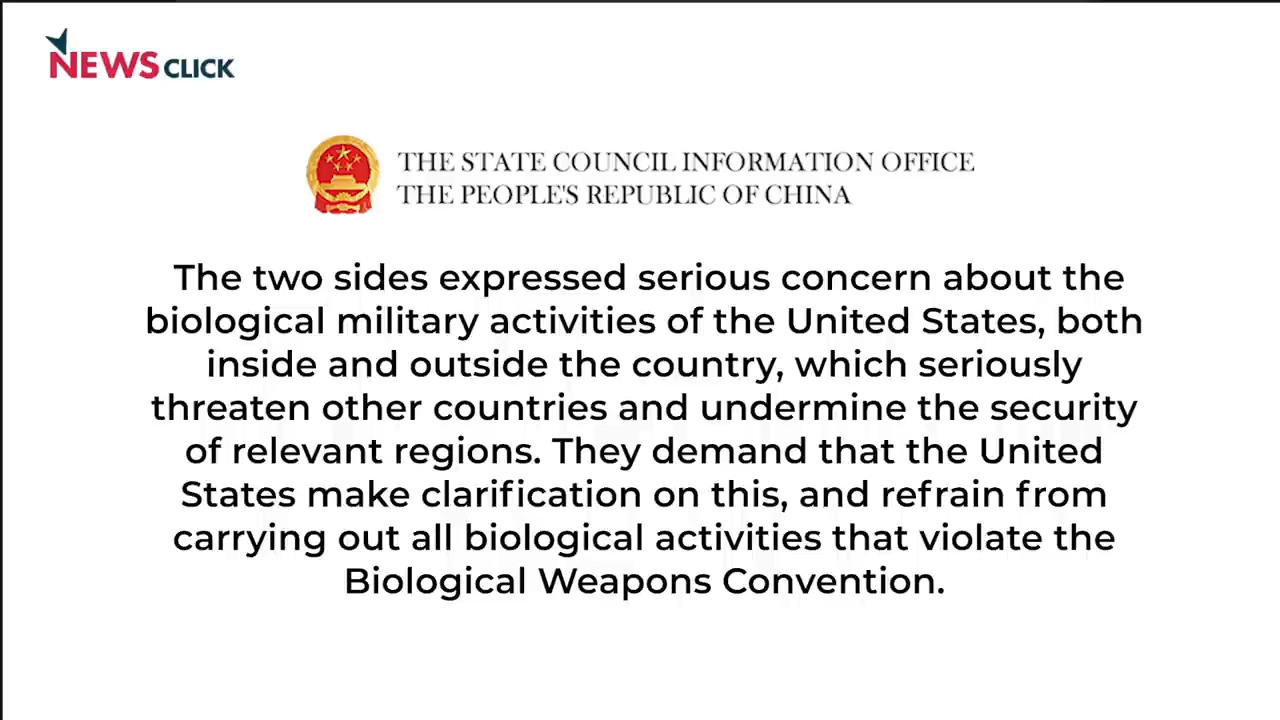 NEWSCLICK
THE STATE COUNCIL INFORMATION OFFICE
THE PEOPLE'S REPUBLIC OF CHINA
The two sides expressed serious concern about the
biological military activities of the United States, both
inside and outside the country, which seriously
threaten other countries and undermine the security
of relevant regions. They demand that the United
States make clarification on this, and refrain from
carrying out all biological activities that violate the
Biological Weapons Convention.